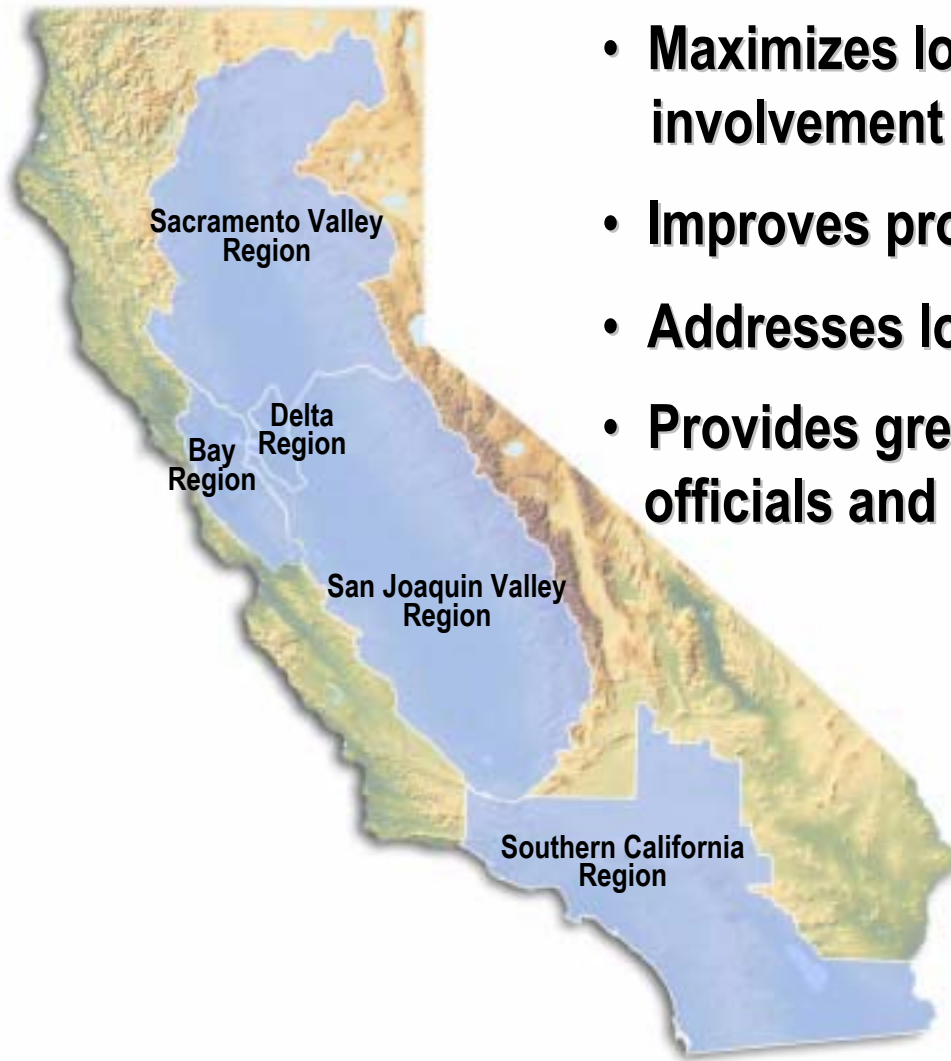 • Maximizes lo
involvement
• Improves pro
• Addresses lo
• Provides gre
officials and
Sacramento Valley
Region
Delta
Region
Bay
Region
San Joaquin Valley
Region
Southern California
Region